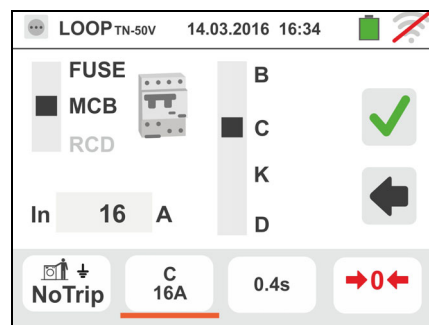 LOOP TN-50V 14.03.2016 16:34
FUSE
MCB
RCD
B
C
K
D
In 16 A
NoTrip
C
16A
0.4s
0